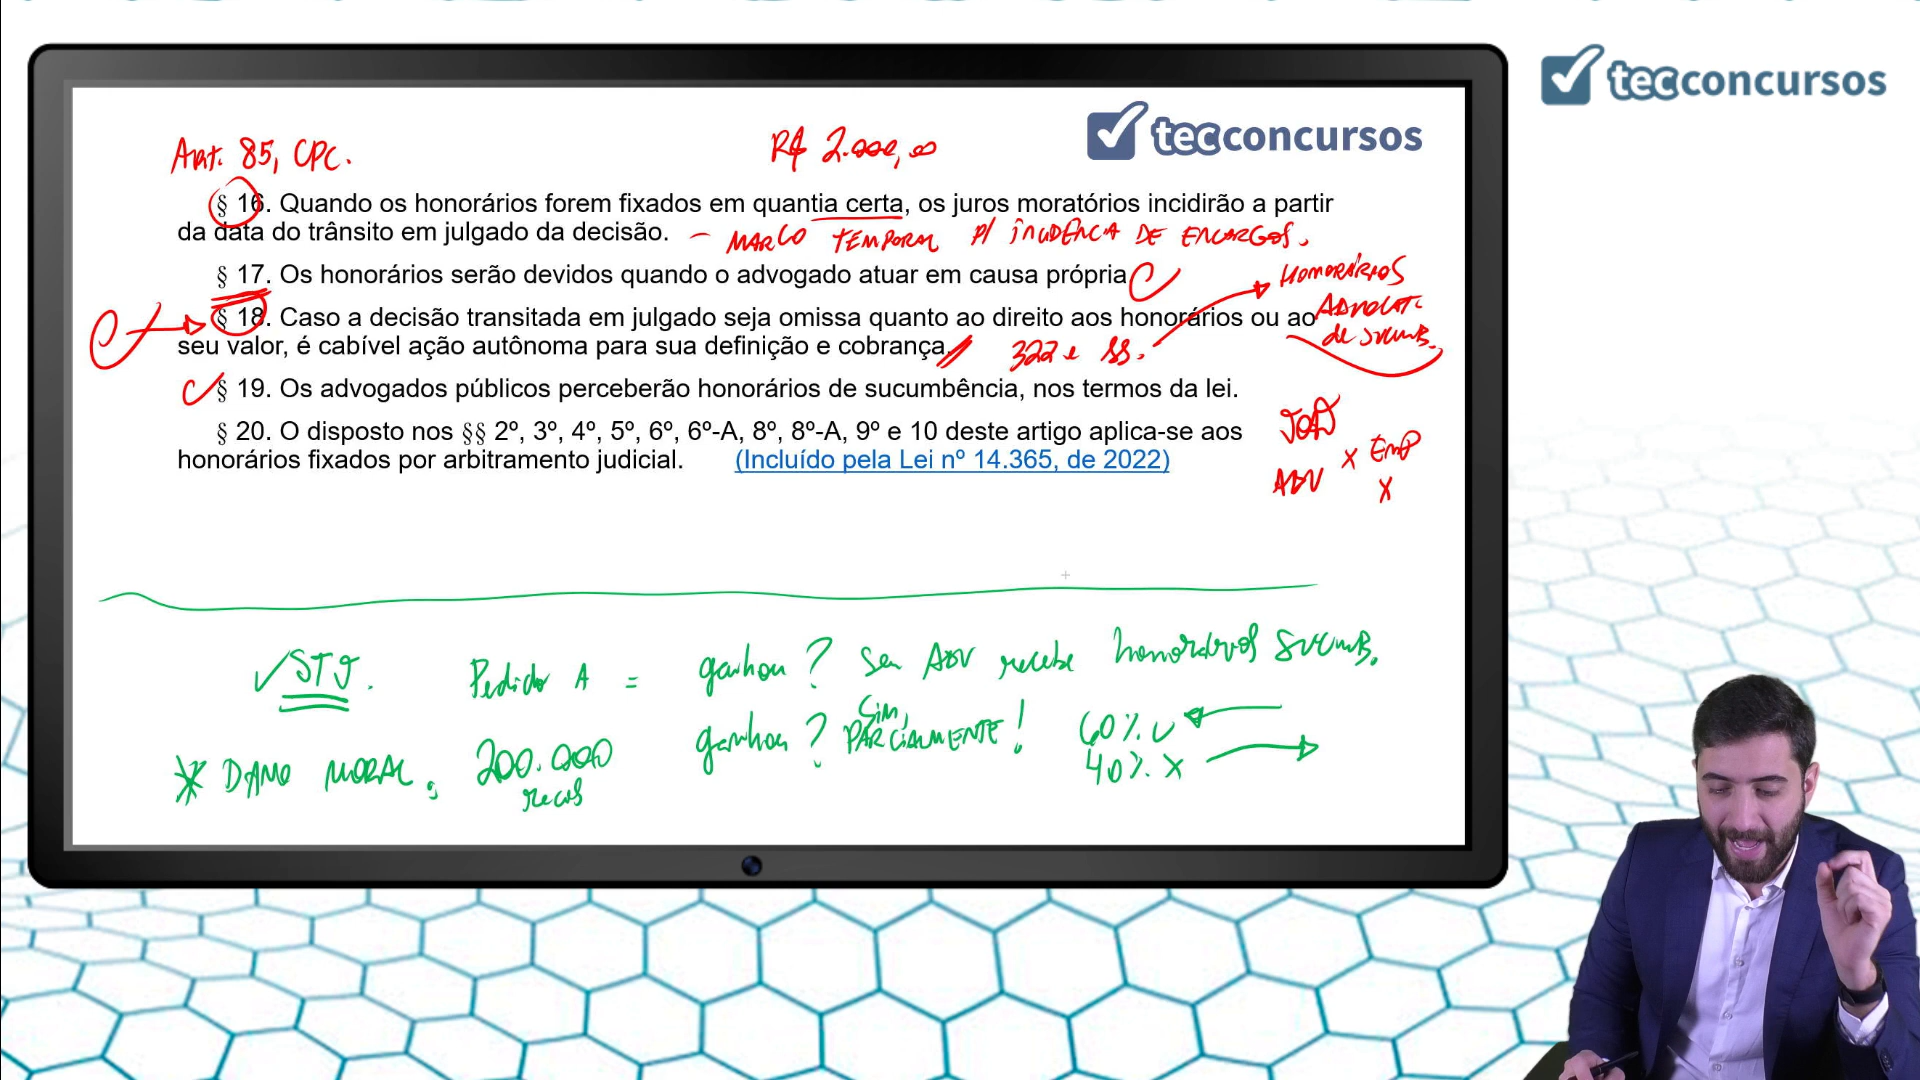 tecconcursos
tecconcursos
Art. 85, CPC.
R$ 2.000,00
§ 16. Quando os honorários forem fixados em quantia certa, os juros moratórios incidirão a partir
da data do trânsito em julgado da decisão. – MARCO TEMPORAL P/ INCIDÊNCIA DE ENCARGOS.
§ 17. Os honorários serão devidos quando o advogado atuar em causa própria
HONORÁRIOS
ADVOCAT.
de SUCUMB.
§ 18. Caso a decisão transitada em julgado seja omissa quanto ao direito aos honorários ou ao
seu valor, é cabível ação autônoma para sua definição e cobrança. 322 e ss.
§ 19. Os advogados públicos perceberão honorários de sucumbência, nos termos da lei.
§ 20. O disposto nos §§ 2º, 3º, 4º, 5º, 6º, 6º-A, 8º, 8º-A, 9º e 10 deste artigo aplica-se aos
honorários fixados por arbitramento judicial. (Incluído pela Lei nº 14.365, de 2022)
x EMP
ADV x
STJ. Pedido A = ganhou? Seu ADV recebe honorários SUCUMB.
ganhou? Sim, PARCIALMENTE! 60%
40% X
* DANO MORAL: 200.000
reais